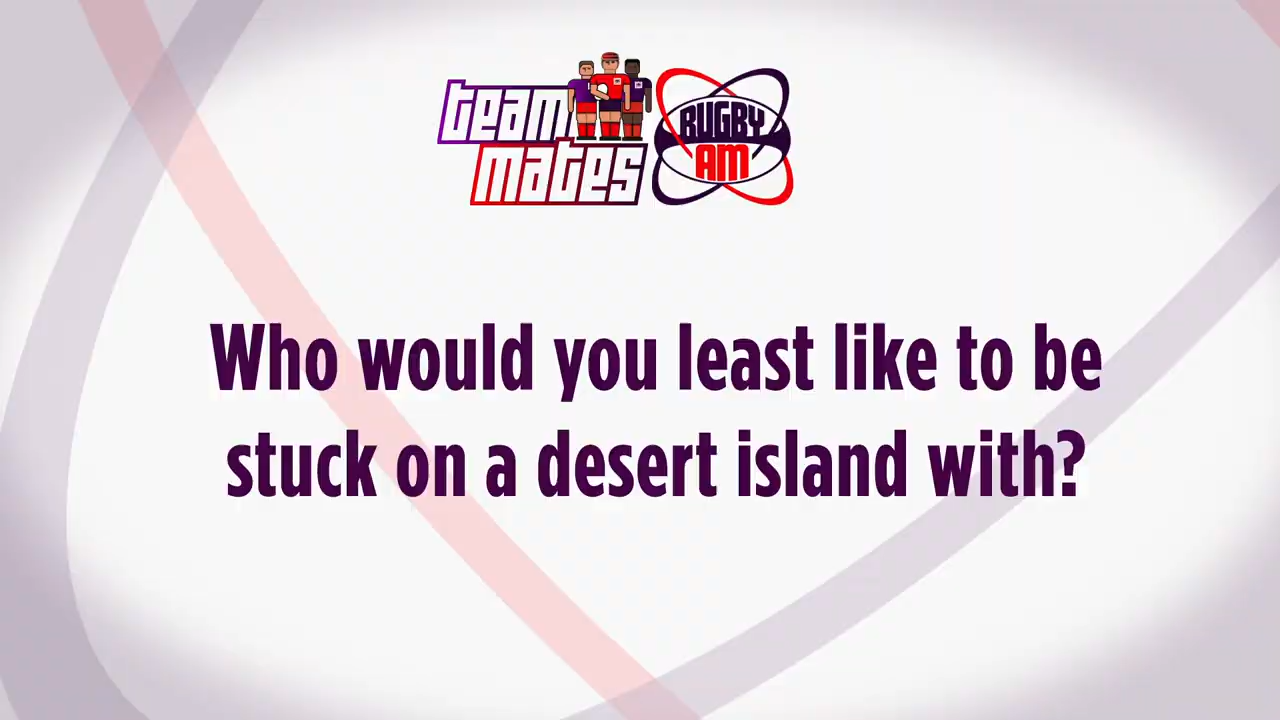 team
mates
RUGBY
AM
Who would you least like to be
stuck on a desert island with?